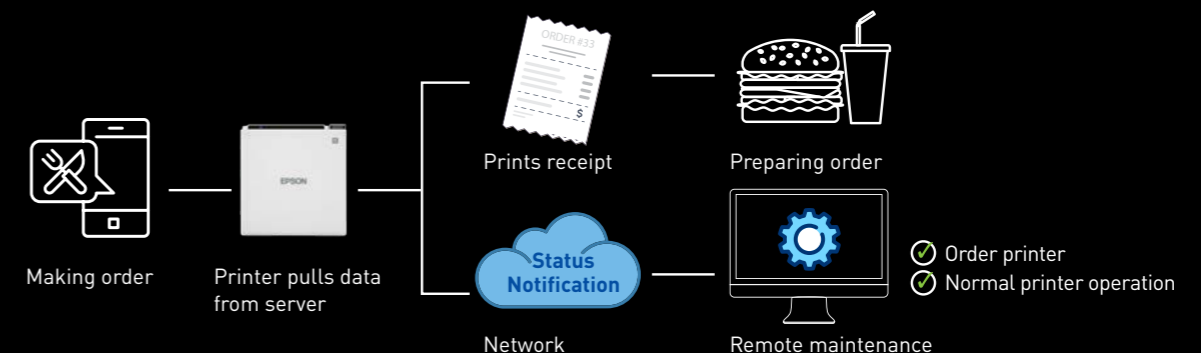 ORDER #33
$
Prints receipt
Preparing order
EPSON
Making order
Printer pulls data
from server
Status
Notification
Network
Order printer
Normal printer operation
Remote maintenance